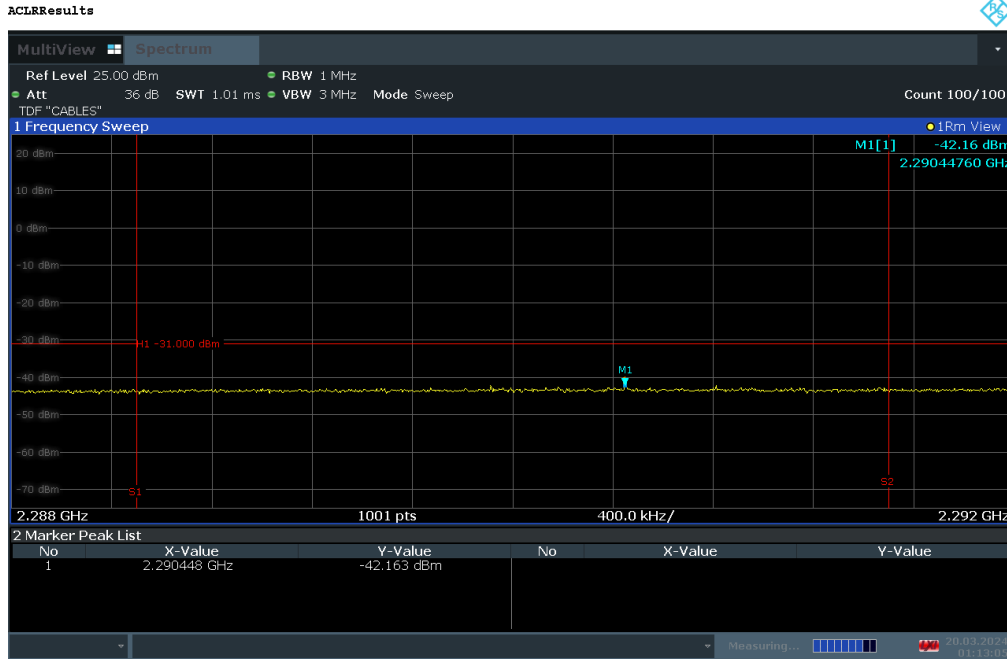 ACLRResults
R S
MultiView Spectrum
Ref Level 25.00 dBm RBW 1 MHz
Att 36 dB SWT 1.01 ms VBW 3 MHz Mode Sweep Count 100/100
TDF "CABLES"
1 Frequency Sweep 1Rm View
M1[1] -42.16 dBm
2.29044760 GHz
20 dBm
10 dBm
0 dBm
-10 dBm
-20 dBm
-30 dBm
H1 -31.000 dBm
M1
-40 dBm
-50 dBm
-60 dBm
-70 dBm
S1
S2
2.288 GHz 1001 pts 400.0 kHz/ 2.292 GHz
2 Marker Peak List
No X-Value Y-Value No X-Value Y-Value
1 2.290448 GHz -42.163 dBm
Measuring... 20.03.2024
01:13:05